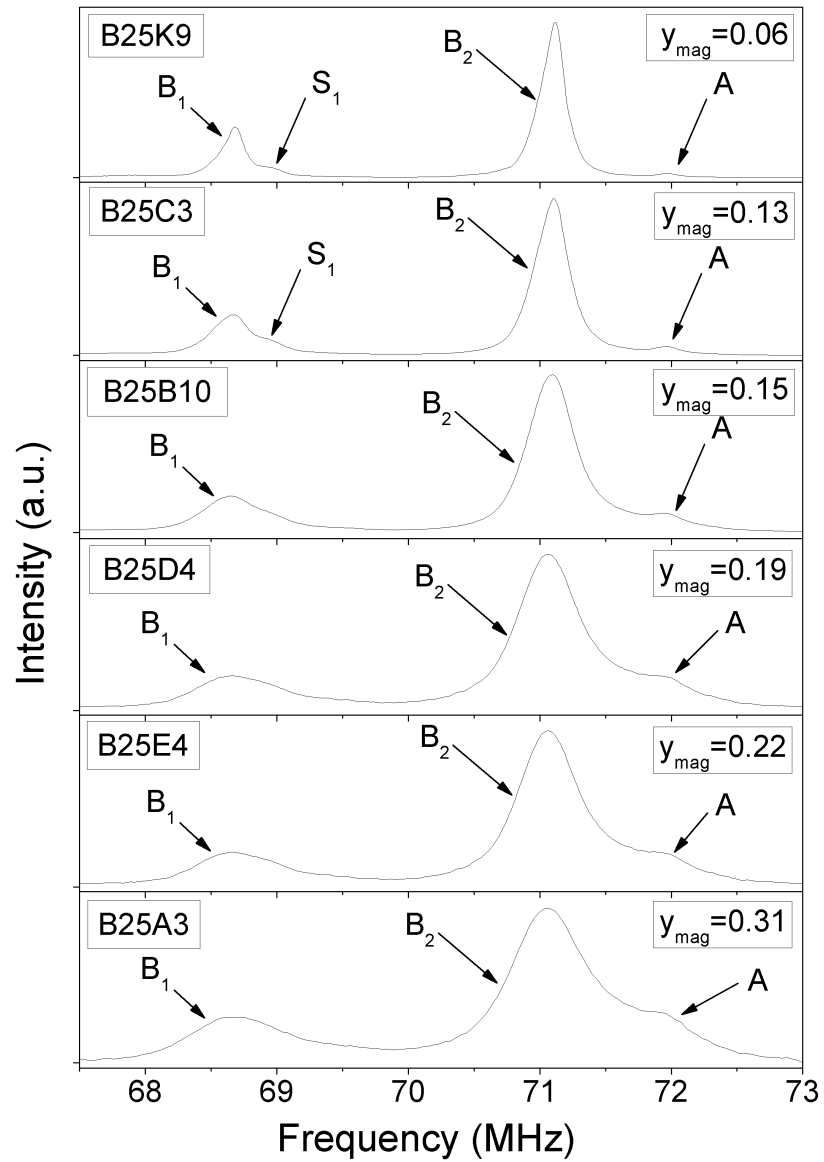 B25K9
B₂
yₘₐg=0.06
B₁
S₁
A
B25C3
B₂
yₘₐg=0.13
B₁
S₁
A
B25B10
B₂
yₘₐg=0.15
B₁
A
B25D4
B₂
yₘₐg=0.19
B₁
A
B25E4
B₂
yₘₐg=0.22
B₁
A
B25A3
B₂
yₘₐg=0.31
B₁
A
Intensity (a.u.)
68 69 70 71 72 73
Frequency (MHz)